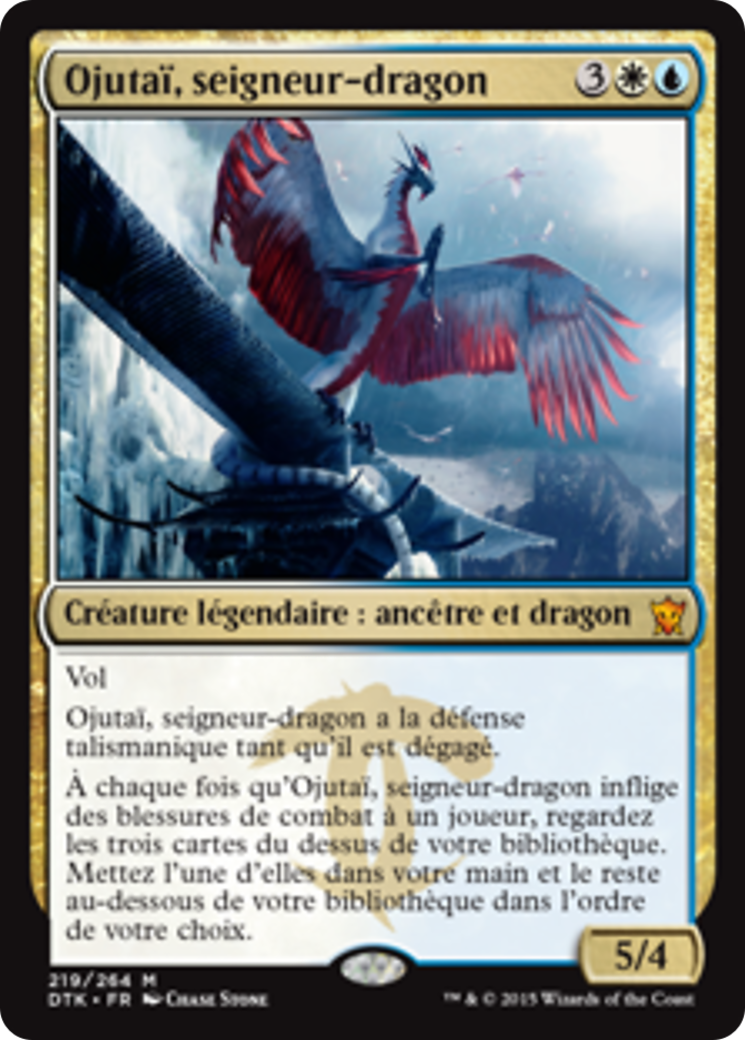 Ojutaï, seigneur-dragon 3
Créature légendaire : ancêtre et dragon
Vol
Ojutaï, seigneur-dragon a la défense
talismanique tant qu'il est dégagé.
À chaque fois qu'Ojutaï, seigneur-dragon inflige
des blessures de combat à un joueur, regardez
les trois cartes du dessus de votre bibliothèque.
Mettez l'une d'elles dans votre main et le reste
au-dessous de votre bibliothèque dans l'ordre
de votre choix.
5/4
219/264 M
DTK • FR Chase Stone
™ & © 2015 Wizards of the Coast